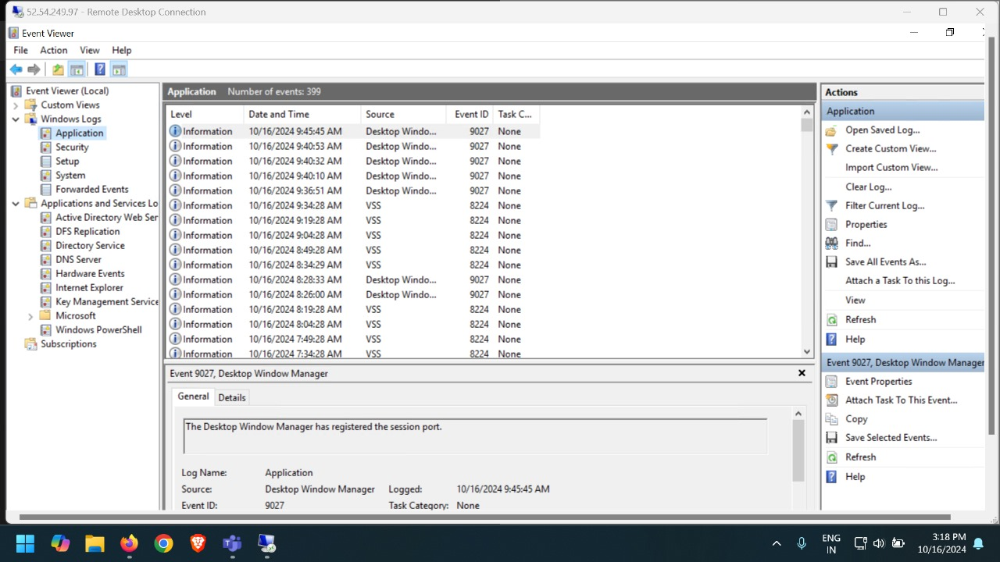 52.54.249.97 - Remote Desktop Connection
Event Viewer
File Action View Help
Event Viewer (Local)
Custom Views
Windows Logs
Application
Security
Setup
System
Forwarded Events
Applications and Services Lo
Active Directory Web Ser
DFS Replication
Directory Service
DNS Server
Hardware Events
Internet Explorer
Key Management Service
Microsoft
Windows PowerShell
Subscriptions
Application Number of events: 399
Level Date and Time Source Event ID Task C...
Information 10/16/2024 9:45:45 AM Desktop Windo... 9027 None
Information 10/16/2024 9:40:53 AM Desktop Windo... 9027 None
Information 10/16/2024 9:40:32 AM Desktop Windo... 9027 None
Information 10/16/2024 9:40:10 AM Desktop Windo... 9027 None
Information 10/16/2024 9:36:51 AM Desktop Windo... 9027 None
Information 10/16/2024 9:34:28 AM VSS 8224 None
Information 10/16/2024 9:19:28 AM VSS 8224 None
Information 10/16/2024 9:04:28 AM VSS 8224 None
Information 10/16/2024 8:49:28 AM VSS 8224 None
Information 10/16/2024 8:34:29 AM VSS 8224 None
Information 10/16/2024 8:28:33 AM Desktop Windo... 9027 None
Information 10/16/2024 8:26:00 AM Desktop Windo... 9027 None
Information 10/16/2024 8:19:28 AM VSS 8224 None
Information 10/16/2024 8:04:28 AM VSS 8224 None
Information 10/16/2024 7:49:28 AM VSS 8224 None
Information 10/16/2024 7:34:28 AM VSS 8224 None
Event 9027, Desktop Window Manager
General Details
The Desktop Window Manager has registered the session port.
Log Name: Application
Source: Desktop Window Manager Logged: 10/16/2024 9:45:45 AM
Event ID: 9027 Task Category: None
Actions
Application
Open Saved Log...
Create Custom View...
Import Custom View...
Clear Log...
Filter Current Log...
Properties
Find...
Save All Events As...
Attach a Task To this Log...
View
Refresh
Help
Event 9027, Desktop Window Manager
Event Properties
Attach Task To This Event...
Copy
Save Selected Events...
Refresh
Help
ENG
IN
3:18 PM
10/16/2024